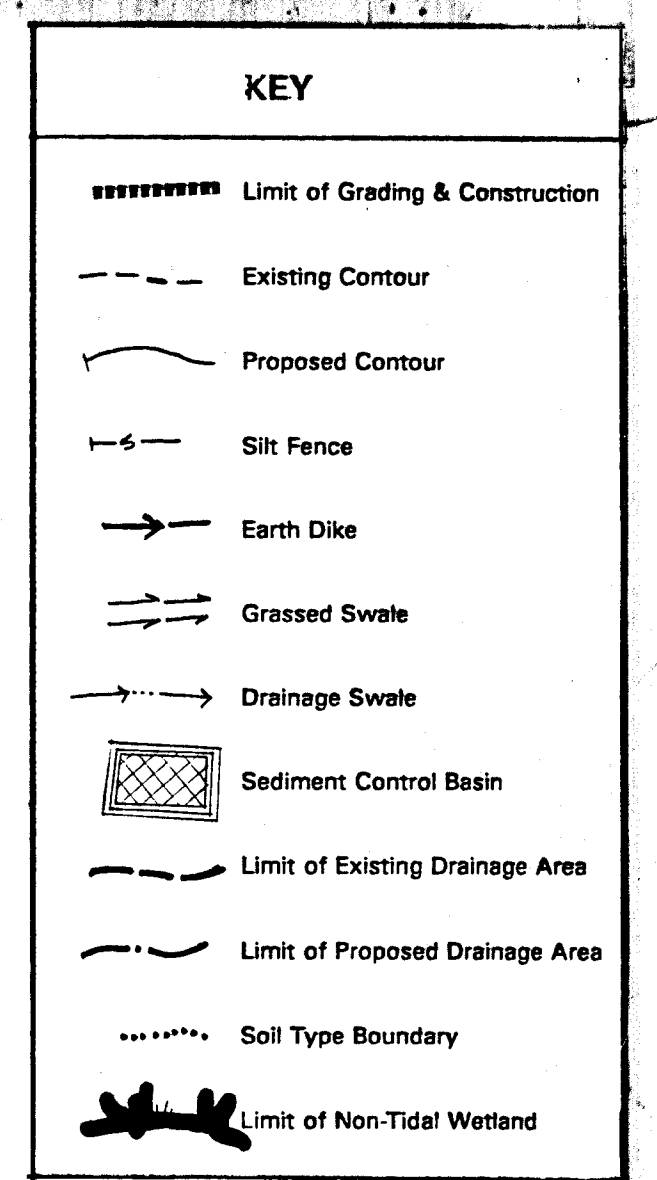 KEY
Limit of Grading & Construction
Existing Contour
Proposed Contour
Silt Fence
Earth Dike
Grassed Swale
Drainage Swale
Sediment Control Basin
Limit of Existing Drainage Area
Limit of Proposed Drainage Area
Soil Type Boundary
Limit of Non-Tidal Wetland